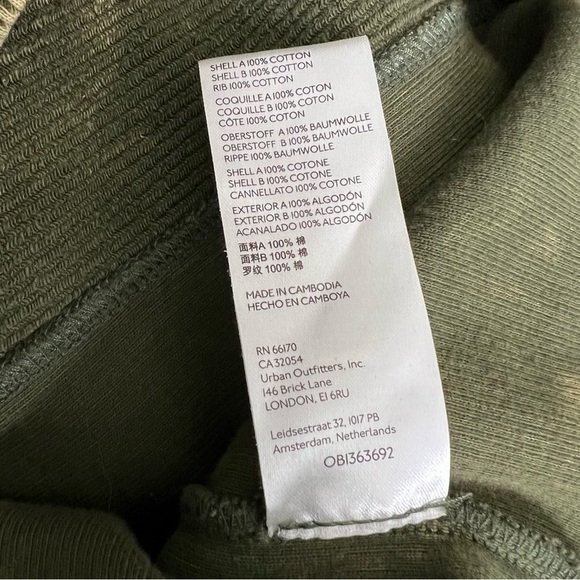 SHELL A 100% COTTON
SHELL B 100% COTTON
RIB 100% COTTON
COQUILLE A 100% COTON
COQUILLE B 100% COTON
CÔTE 100% COTON
OBERSTOFF A 100% BAUMWOLLE
OBERSTOFF B 100% BAUMWOLLE
RIPPE 100% BAUMWOLLE
SHELL A 100% COTONE
SHELL B 100% COTONE
CANNELLATO 100% COTONE
EXTERIOR A 100% ALGODÓN
EXTERIOR B 100% ALGODÓN
ACANALADO 100% ALGODÓN
面料A 100% 棉
面料B 100% 棉
罗纹 100% 棉
MADE IN CAMBODIA
HECHO EN CAMBOYA
RN 66170
CA 32054
Urban Outfitters, Inc.
146 Brick Lane
LONDON, E1 6RU
Leidsestraat 32, 1017 PB
Amsterdam, Netherlands
OB1363692